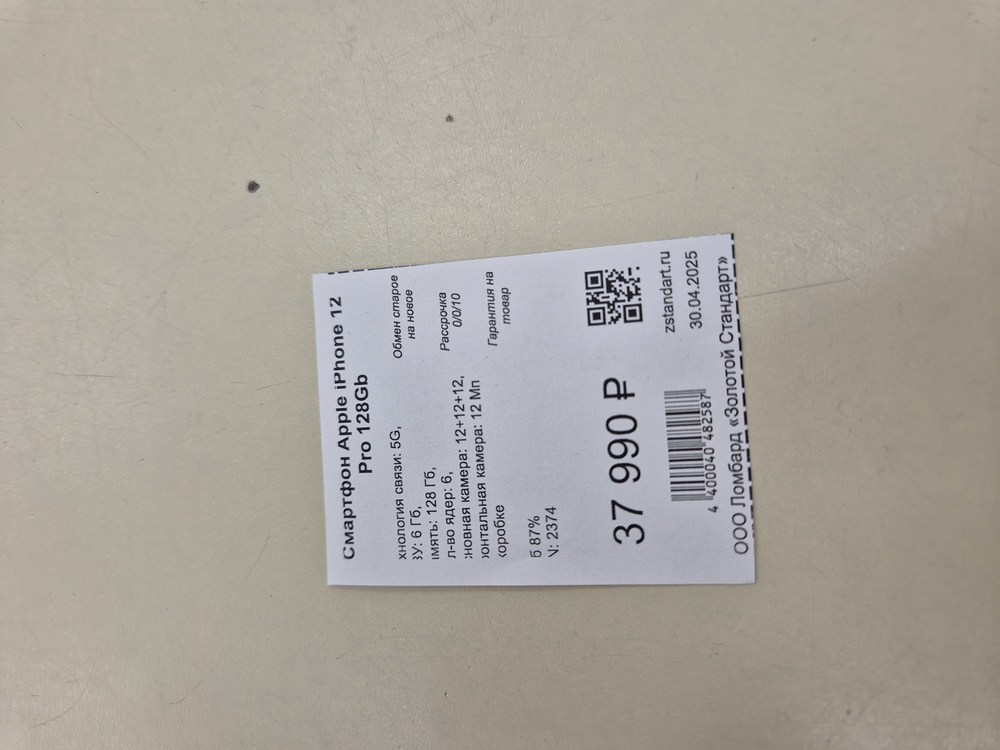 Смартфон Apple iPhone 12
Pro 128Gb
хнология связи: 5G,
ЗУ: 6 Гб,
мять: 128 Гб,
л-во ядер: 6,
новная камера: 12+12+12,
онтальная камера: 12 Мп
коробке
б 87%
N: 2374
Обмен старое
на новое
Рассрочка
0/0/10
Гарантия на
товар
37 990 ₽
4 400040 482587
zstandart.ru
30.04.2025
ООО Ломбард «Золотой Стандарт»